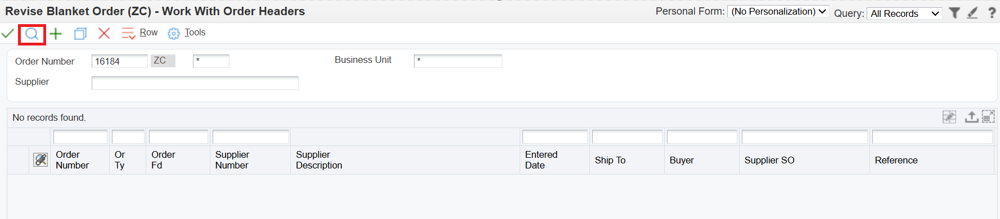 Revise Blanket Order (ZC) - Work With Order Headers
Personal Form: (No Personalization)
Query: All Records
?
Row
Tools
Order Number 16184 ZC *
Business Unit *
Supplier
No records found.
Order Number
Or Ty
Order Fd
Supplier Number
Supplier Description
Entered Date
Ship To
Buyer
Supplier SO
Reference